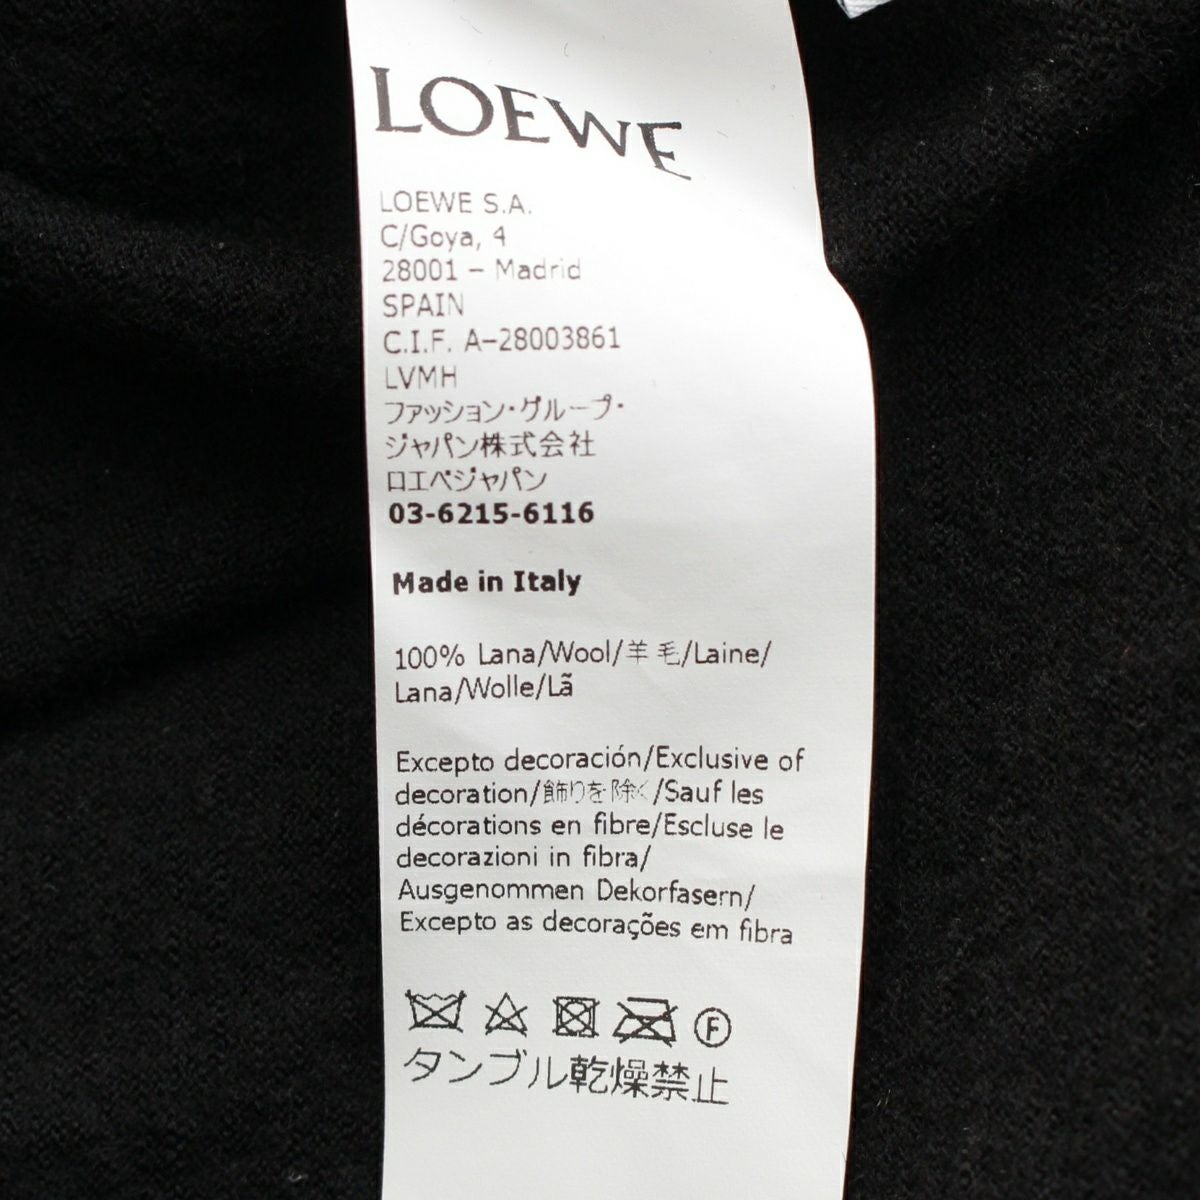 LOEWE
LOEWE S.A.
C/Goya, 4
28001 – Madrid
SPAIN
C.I.F. A–28003861
LVMH
ファッション・グループ・
ジャパン株式会社
ロエベジャパン
03-6215-6116
Made in Italy
100% Lana/Wool/羊毛/Laine/
Lana/Wolle/Lã
Excepto decoración/Exclusive of
decoration/飾りを除く/Sauf les
décorations en fibre/Escluse le
decorazioni in fibra/
Ausgenommen Dekorfasern/
Excepto as decorações em fibra
F
タンブル乾燥禁止